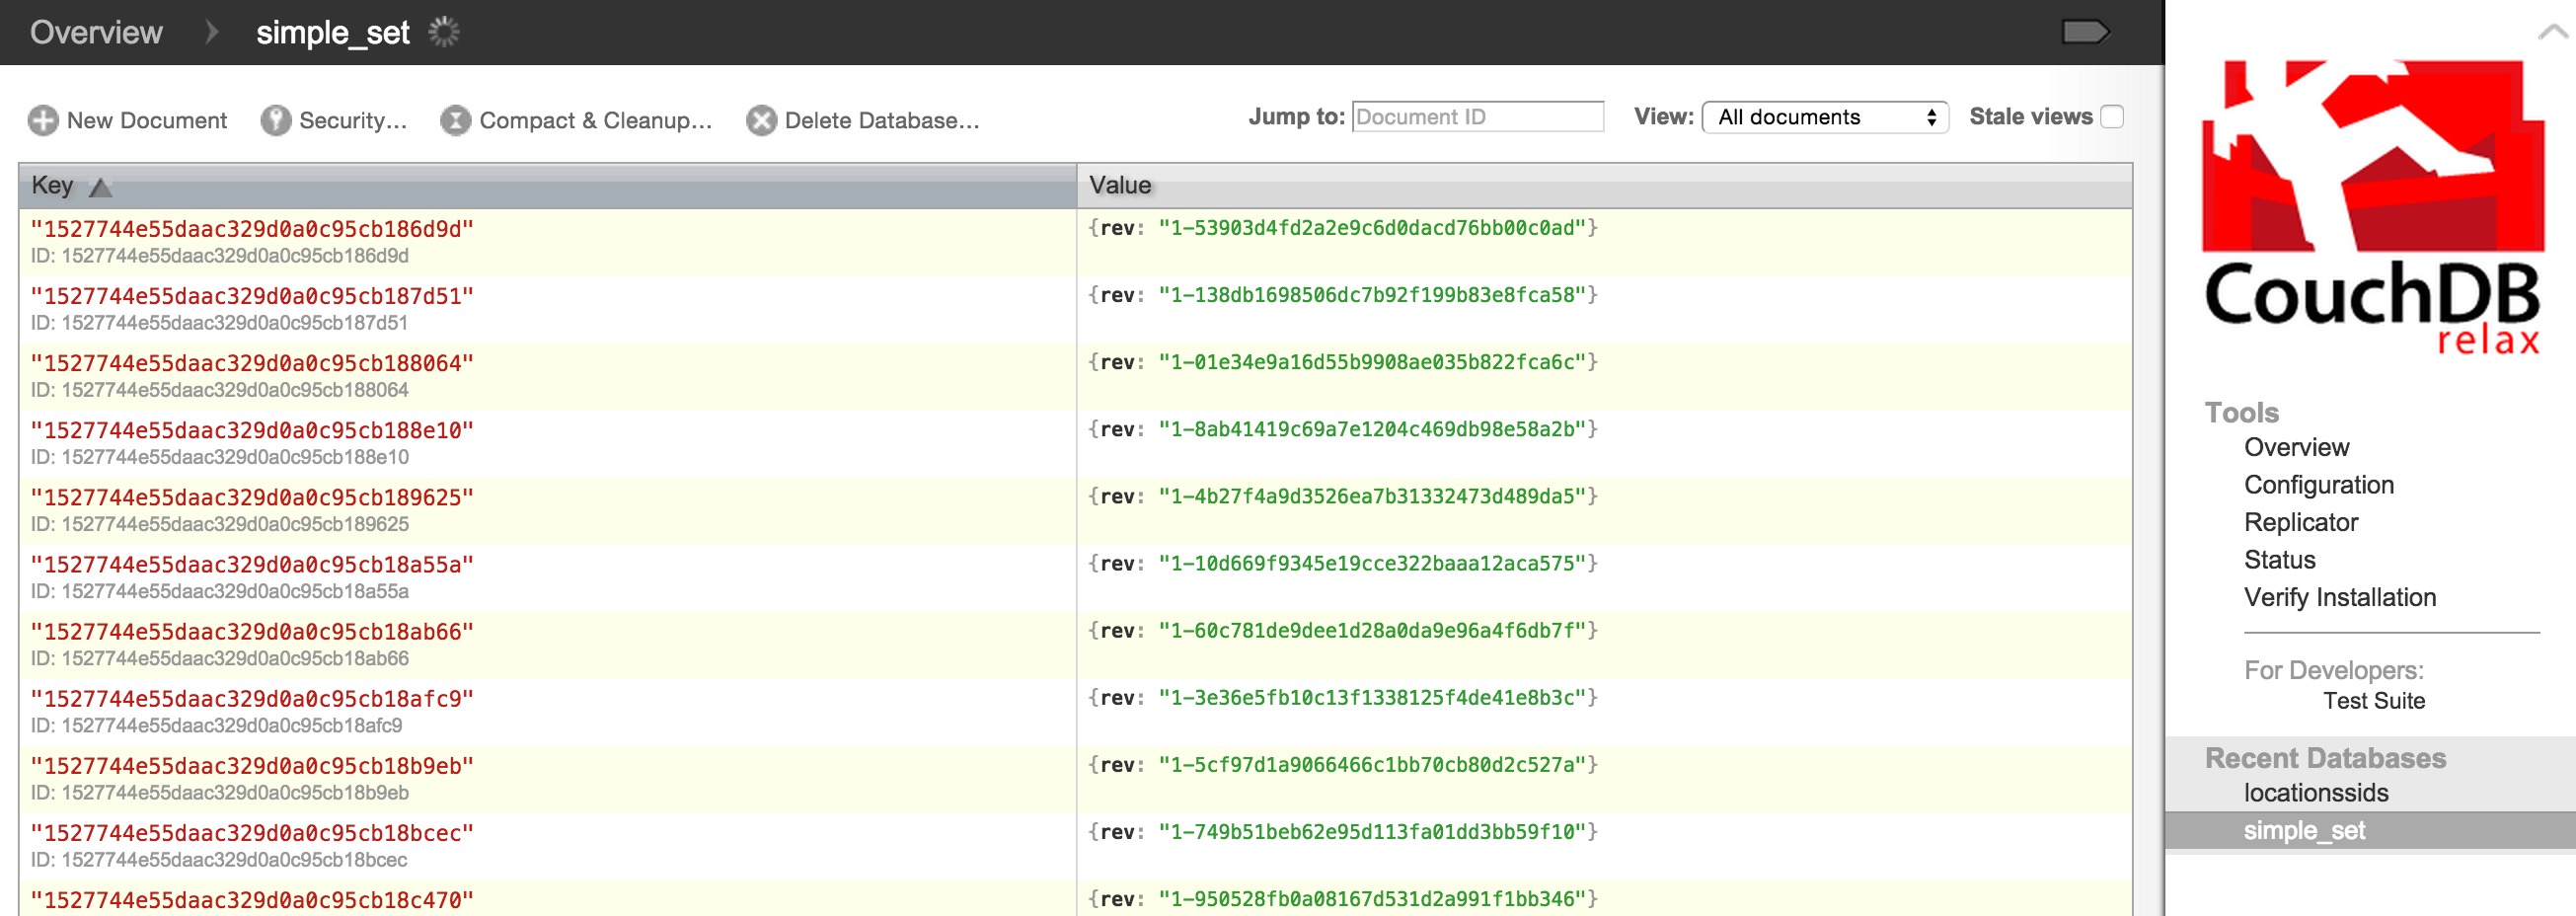 Overview simple_set
New Document Security... Compact & Cleanup... Delete Database... Jump to: Document ID View: All documents Stale views
Key Value
"1527744e55daac329d0a0c95cb186d9d" {rev: "1-53903d4fd2a2e9c6d0dacd76bb00c0ad"}
ID: 1527744e55daac329d0a0c95cb186d9d
"1527744e55daac329d0a0c95cb187d51" {rev: "1-138db1698506dc7b92f199b83e8fca58"}
ID: 1527744e55daac329d0a0c95cb187d51
"1527744e55daac329d0a0c95cb188064" {rev: "1-01e34e9a16d55b9908ae035b822fca6c"}
ID: 1527744e55daac329d0a0c95cb188064
"1527744e55daac329d0a0c95cb188e10" {rev: "1-8ab41419c69a7e1204c469db98e58a2b"}
ID: 1527744e55daac329d0a0c95cb188e10
"1527744e55daac329d0a0c95cb189625" {rev: "1-4b27f4a9d3526ea7b31332473d489da5"}
ID: 1527744e55daac329d0a0c95cb189625
"1527744e55daac329d0a0c95cb18a55a" {rev: "1-10d669f9345e19cce322baaa12aca575"}
ID: 1527744e55daac329d0a0c95cb18a55a
"1527744e55daac329d0a0c95cb18ab66" {rev: "1-60c781de9dee1d28a0da9e96a4f6db7f"}
ID: 1527744e55daac329d0a0c95cb18ab66
"1527744e55daac329d0a0c95cb18afc9" {rev: "1-3e36e5fb10c13f1338125f4de41e8b3c"}
ID: 1527744e55daac329d0a0c95cb18afc9
"1527744e55daac329d0a0c95cb18b9eb" {rev: "1-5cf97d1a9066466c1bb70cb80d2c527a"}
ID: 1527744e55daac329d0a0c95cb18b9eb
"1527744e55daac329d0a0c95cb18bcec" {rev: "1-749b51beb62e95d113fa01dd3bb59f10"}
ID: 1527744e55daac329d0a0c95cb18bcec
"1527744e55daac329d0a0c95cb18c470" {rev: "1-950528fb0a08167d531d2a991f1bb346"}
CouchDB
relax
Tools
Overview
Configuration
Replicator
Status
Verify Installation
For Developers:
Test Suite
Recent Databases
locationssids
simple_set